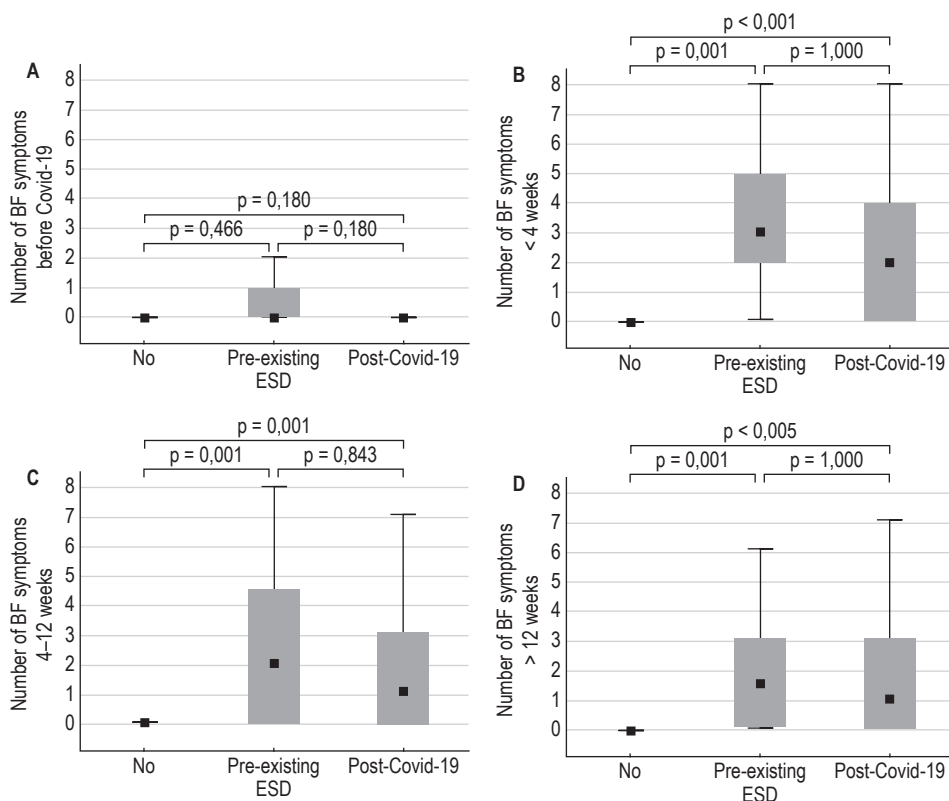 A
Number of BF symptoms
before Covid-19
8
7
6
5
4
3
2
1
0
p = 0,180
p = 0,466
p = 0,180
No
Pre-existing
ESD
Post-Covid-19
B
Number of BF symptoms
< 4 weeks
p < 0,001
p = 0,001
p = 1,000
8
7
6
5
4
3
2
1
0
No
Pre-existing
ESD
Post-Covid-19
C
Number of BF symptoms
4–12 weeks
p = 0,001
p = 0,001
p = 0,843
8
7
6
5
4
3
2
1
0
No
Pre-existing
ESD
Post-Covid-19
D
Number of BF symptoms
> 12 weeks
p < 0,005
p = 0,001
p = 1,000
8
7
6
5
4
3
2
1
0
No
Pre-existing
ESD
Post-Covid-19